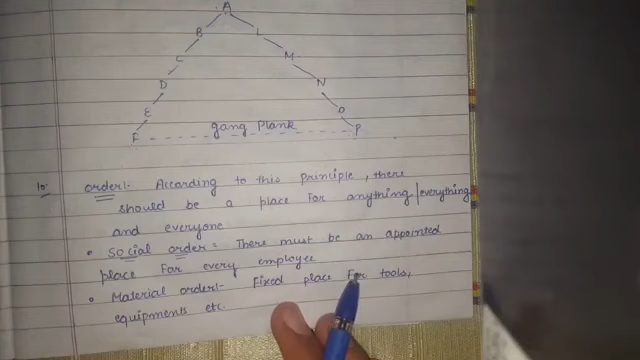 A
B L
C M
D N
E O
F gang Plank P
10. order:- According to this principle, there
should be a place for anything/everything
and everyone
• Social order:- There must be an appointed
place for every employee
• Material order:- Fixed place for tools,
equipments etc.